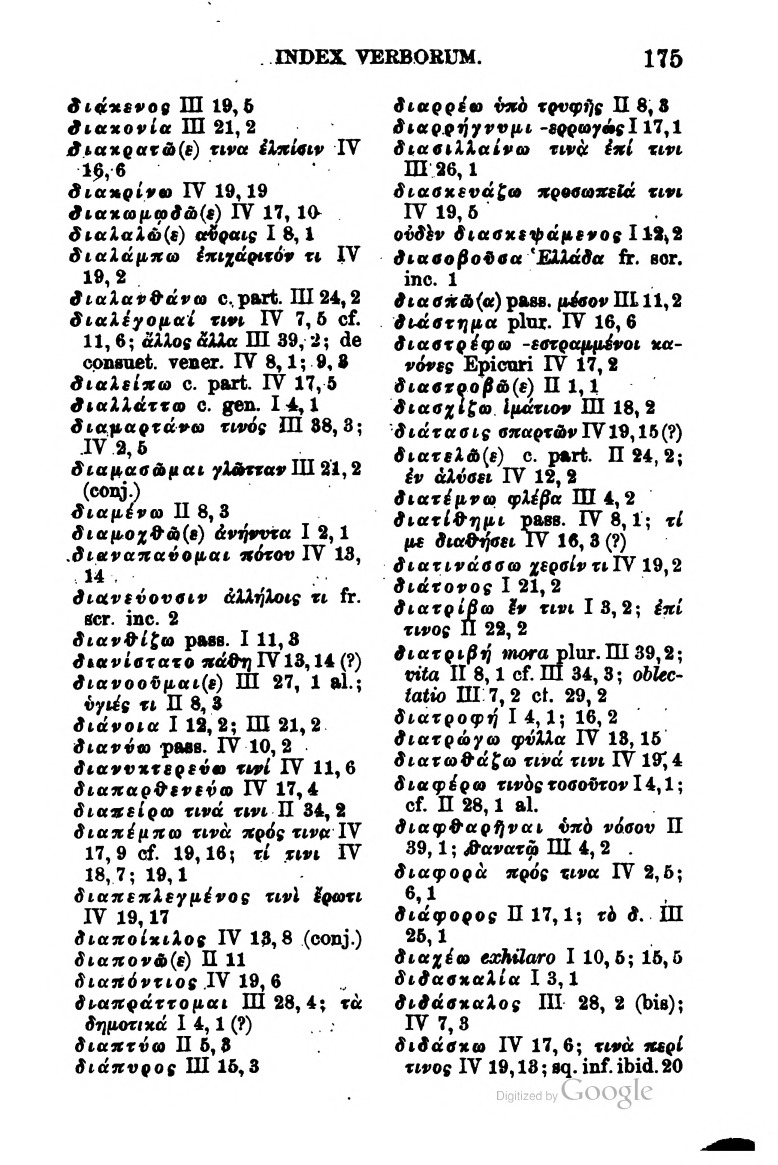 INDEX VERBORUM. 175
διάκενος III 19, 5
διακονία III 21, 2
διακρατῶ(ε) τινα ἐλπίσιν IV
16, 6
διακρίνω IV 19, 19
διακωμῳδῶ(ε) IV 17, 10
διαλαλῶ(ε) αὔραις I 8, 1
διαλάμπω ἐπιχάριτόν τι IV
19, 2
διαλανθάνω c. part. III 24, 2
διαλέγομαί τινι IV 7, 5 cf.
11, 6; ἄλλος ἄλλα III 39, 2; de
consuet. vener. IV 8, 1; 9, 3
διαλείπω c. part. IV 17, 5
διαλλάττω c. gen. I 4, 1
διαμαρτάνω τινός III 38, 3;
IV 2, 5
διαμασῶμαι γλῶτταν III 21, 2
(conj.)
διαμένω II 8, 3
διαμοχθῶ(ε) ἀνήνυτα I 2, 1
διαναπαύομαι πότου IV 13,
14
διανεύουσιν ἀλλήλοις τι fr.
scr. inc. 2
διανθίζω pass. I 11, 3
διανίστατο πάθη IV 13, 14 (?)
διανοοῦμαι(ε) III 27, 1 al.;
ὑγιές τι II 8, 3
διάνοια I 12, 2; III 21, 2
διανύω pass. IV 10, 2
διανυκτερεύω τινί IV 11, 6
διαπαρθενεύω IV 17, 4
διαπείρω τινά τινι II 34, 2
διαπέμπω τινὰ πρός τινα IV
17, 9 cf. 19, 16; τί τινι IV
18, 7; 19, 1
διαπεπλεγμένος τινὶ ἔρωτι
IV 19, 17
διαποίκιλος IV 13, 8 (conj.)
διαπονῶ(ε) II 11
διαπόντιος IV 19, 6
διαπράττομαι III 28, 4; τὰ
δημοτικά I 4, 1 (?)
διαπτύω II 5, 3
διάπυρος III 15, 3
διαρρέω ὑπὸ τρυφῆς II 8, 3
διαρρήγνυμι -ερρωγώς I 17, 1
διασιλλαίνω τινὰ ἐπί τινι
III 26, 1
διασκευάζω προσωπεῖά τινι
IV 19, 5
οὐδὲν διασκεψάμενος I 12, 2
διασοβοῦσα Ἑλλάδα fr. scr.
inc. 1
διασπῶ(α) pass. μέσον III 11, 2
διάστημα plur. IV 16, 6
διαστρέφω -εστραμμένοι κα-
νόνες Epicuri IV 17, 2
διαστροβῶ(ε) II 1, 1
διασχίζω ἱμάτιον III 18, 2
διάτασις σπαρτῶν IV 19, 15 (?)
διατελῶ(ε) c. part. II 24, 2;
ἐν ἀλύσει IV 12, 2
διατέμνω φλέβα III 4, 2
διατίθημι pass. IV 8, 1; τί
με διαθήσει IV 16, 3 (?)
διατινάσσω χερσίν τι IV 19, 2
διάτονος I 21, 2
διατρίβω ἔν τινι I 3, 2; ἐπί
τινος II 22, 2
διατριβή mora plur. III 39, 2;
vita II 8, 1 cf. III 34, 3; oblec-
tatio III 7, 2 ct. 29, 2
διατροφή I 4, 1; 16, 2
διατρώγω φύλλα IV 13, 15
διατωθάζω τινά τινι IV 19, 4
διαφέρω τινὸς τοσοῦτον I 4, 1;
cf. II 28, 1 al.
διαφθαρῆναι ὑπὸ νόσου II
39, 1; θανατῷ III 4, 2
διαφορὰ πρός τινα IV 2, 5;
6, 1
διάφορος II 17, 1; τὸ δ. III
25, 1
διαχέω exhilaro I 10, 5; 15, 5
διδασκαλία I 3, 1
διδάσκαλος III 28, 2 (bis);
IV 7, 3
διδάσκω IV 17, 6; τινὰ περί
τινος IV 19, 13; sq. inf. ibid. 20
Digitized by Google